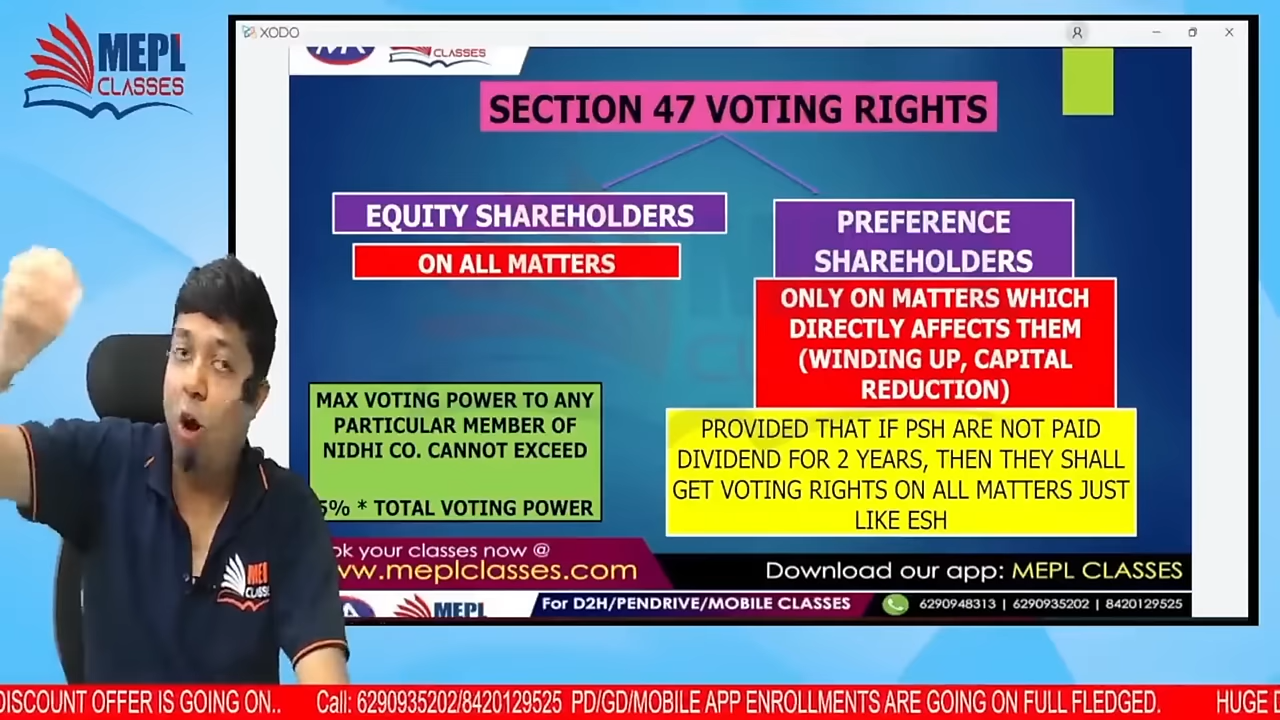 MEPL
CLASSES
XODO
CLASSES
SECTION 47 VOTING RIGHTS
EQUITY SHAREHOLDERS
ON ALL MATTERS
PREFERENCE
SHAREHOLDERS
ONLY ON MATTERS WHICH
DIRECTLY AFFECTS THEM
(WINDING UP, CAPITAL
REDUCTION)
MAX VOTING POWER TO ANY
PARTICULAR MEMBER OF
NIDHI CO. CANNOT EXCEED
5% * TOTAL VOTING POWER
PROVIDED THAT IF PSH ARE NOT PAID
DIVIDEND FOR 2 YEARS, THEN THEY SHALL
GET VOTING RIGHTS ON ALL MATTERS JUST
LIKE ESH
ok your classes now @
ww.meplclasses.com
Download our app: MEPL CLASSES
MEPL
For D2H/PENDRIVE/MOBILE CLASSES
6290948313 | 6290935202 | 8420129525
DISCOUNT OFFER IS GOING ON.. Call: 6290935202/8420129525 PD/GD/MOBILE APP ENROLLMENTS ARE GOING ON FULL FLEDGED. HUGE D